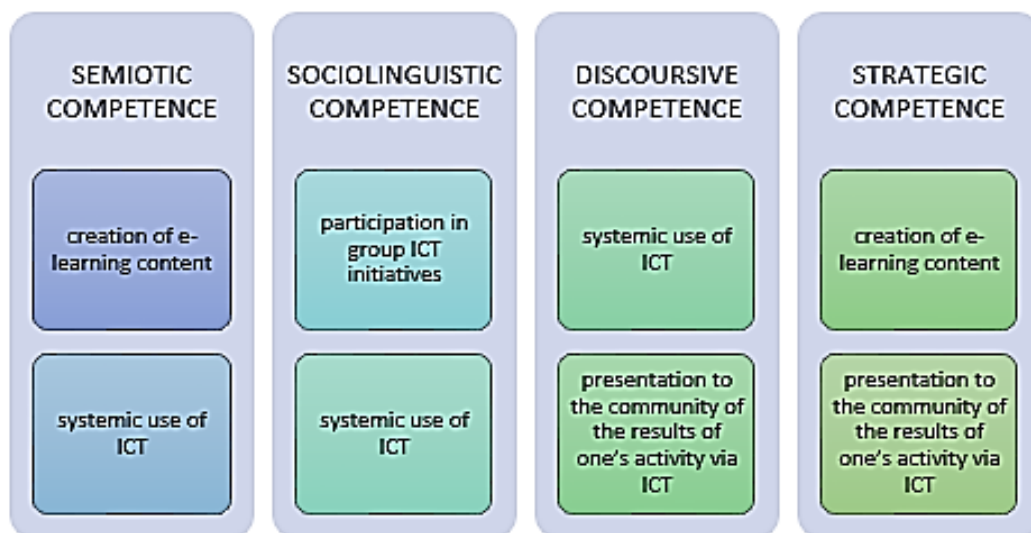 SEMIOTIC
COMPETENCE
creation of e-
learning content
systemic use of
ICT
SOCIOLINGUISTIC
COMPETENCE
participation in
group ICT
initiatives
systemic use of
ICT
DISCOURSIVE
COMPETENCE
systemic use of
ICT
presentation to
the community of
the results of
one's activity via
ICT
STRATEGIC
COMPETENCE
creation of e-
learning content
presentation to
the community of
the results of
one's activity via
ICT